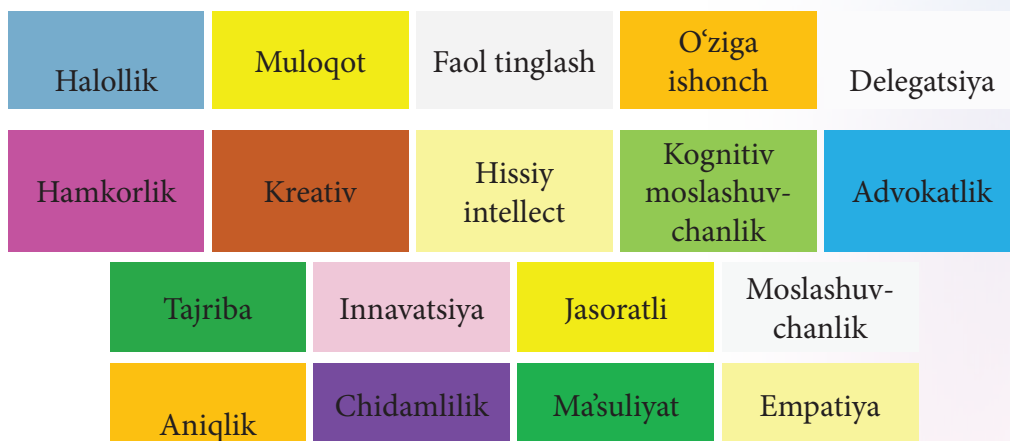 Halollik
Muloqot
Faol tinglash
O‘ziga
ishonch
Delegatsiya
Hamkorlik
Kreativ
Hissiy
intellect
Kognitiv
moslashuv-
chanlik
Advokatlik
Tajriba
Innavatsiya
Jasoratli
Moslashuv-
chanlik
Aniqlik
Chidamlilik
Ma’suliyat
Empatiya